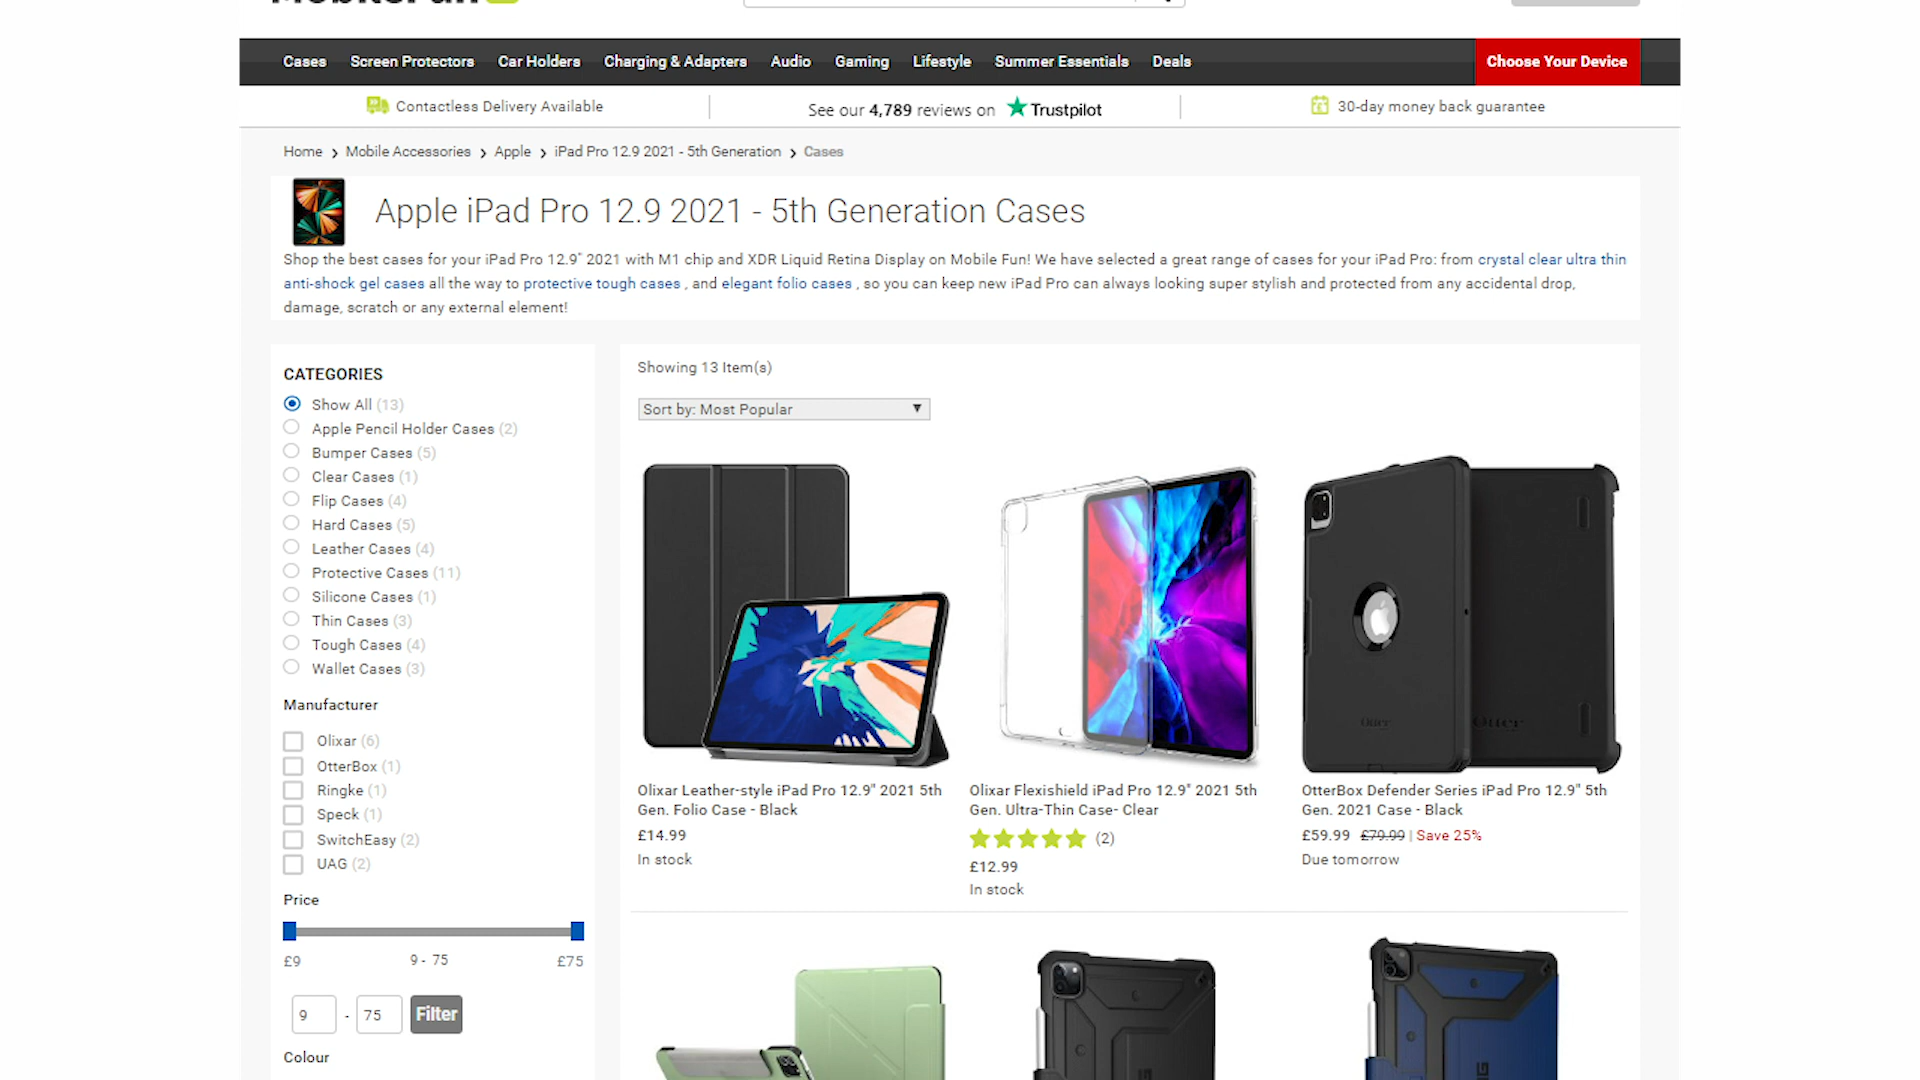 Cases Screen Protectors Car Holders Charging & Adapters Audio Gaming Lifestyle Summer Essentials Deals Choose Your Device
Contactless Delivery Available
See our 4,789 reviews on Trustpilot
30-day money back guarantee
Home > Mobile Accessories > Apple > iPad Pro 12.9 2021 - 5th Generation > Cases
Apple iPad Pro 12.9 2021 - 5th Generation Cases
Shop the best cases for your iPad Pro 12.9" 2021 with M1 chip and XDR Liquid Retina Display on Mobile Fun! We have selected a great range of cases for your iPad Pro: from crystal clear ultra thin
anti-shock gel cases all the way to protective tough cases , and elegant folio cases , so you can keep new iPad Pro can always looking super stylish and protected from any accidental drop,
damage, scratch or any external element!
CATEGORIES
Show All (13)
Apple Pencil Holder Cases (2)
Bumper Cases (5)
Clear Cases (1)
Flip Cases (4)
Hard Cases (5)
Leather Cases (4)
Protective Cases (11)
Silicone Cases (1)
Thin Cases (3)
Tough Cases (4)
Wallet Cases (3)
Manufacturer
Olixar (6)
OtterBox (1)
Ringke (1)
Speck (1)
SwitchEasy (2)
UAG (2)
Price
£9 9 - 75 £75
9 - 75 Filter
Colour
Showing 13 Item(s)
Sort by: Most Popular
Olixar Leather-style iPad Pro 12.9" 2021 5th
Gen. Folio Case - Black
£14.99
In stock
Olixar Flexishield iPad Pro 12.9" 2021 5th
Gen. Ultra-Thin Case- Clear
(2)
£12.99
In stock
OtterBox Defender Series iPad Pro 12.9" 5th
Gen. 2021 Case - Black
£59.99 £79.99 | Save 25%
Due tomorrow